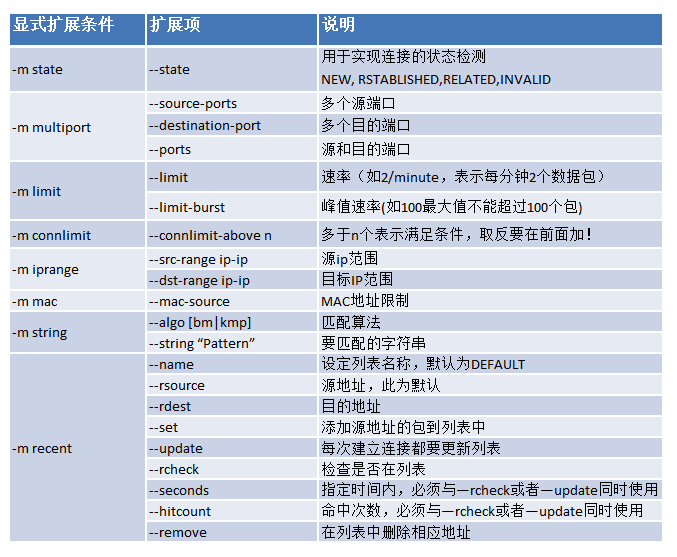 显式扩展条件 扩展项 说明
-m state --state 用于实现连接的状态检测
NEW, RSTABLISHED,RELATED,INVALID
-m multiport --source-ports 多个源端口
--destination-port 多个目的端口
--ports 源和目的端口
-m limit --limit 速率（如2/minute，表示每分钟2个数据包）
--limit-burst 峰值速率(如100最大值不能超过100个包)
-m connlimit --connlimit-above n 多于n个表示满足条件，取反要在前面加！
-m iprange --src-range ip-ip 源ip范围
--dst-range ip-ip 目标IP范围
-m mac --mac-source MAC地址限制
-m string --algo [bm|kmp] 匹配算法
--string “Pattern” 要匹配的字符串
-m recent --name 设定列表名称，默认为DEFAULT
--rsource 源地址，此为默认
--rdest 目的地址
--set 添加源地址的包到列表中
--update 每次建立连接都要更新列表
--rcheck 检查是否在列表
--seconds 指定时间内，必须与—rcheck或者—update同时使用
--hitcount 命中次数，必须与—rcheck或者—update同时使用
--remove 在列表中删除相应地址